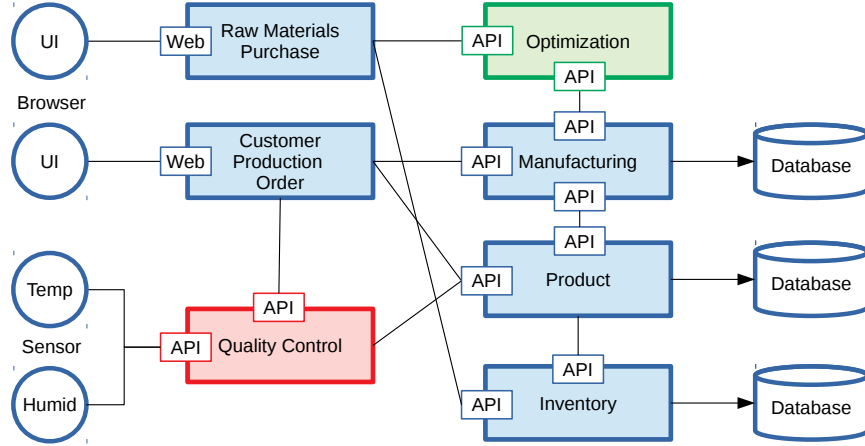 UI
Web
Raw Materials
Purchase
API
Optimization
API
Browser
API
UI
Web
Customer
Production
Order
API
Manufacturing
Database
API
API
Temp
API
Product
Database
API
Sensor
API
Quality Control
API
Humid
API
Inventory
Database